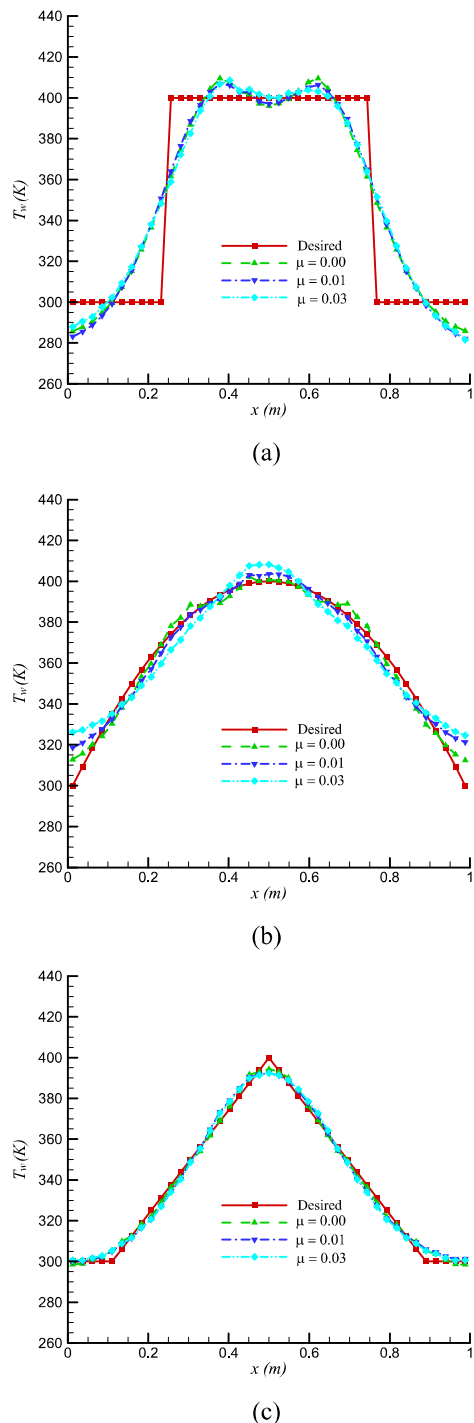 440
420
400
380
360
340
320
300
280
260
T_w(K)
Desired
μ = 0.00
μ = 0.01
μ = 0.03
0
0.2
0.4
0.6
0.8
1
x (m)
(a)
440
420
400
380
360
340
320
300
280
260
T_w(K)
Desired
μ = 0.00
μ = 0.01
μ = 0.03
0
0.2
0.4
0.6
0.8
1
x (m)
(b)
440
420
400
380
360
340
320
300
280
260
T_w(K)
Desired
μ = 0.00
μ = 0.01
μ = 0.03
0
0.2
0.4
0.6
0.8
1
x (m)
(c)